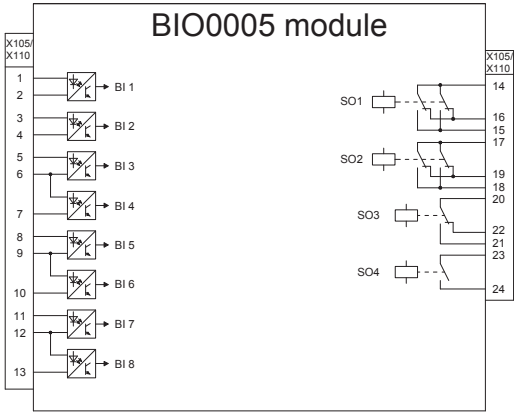 BIO0005 module
X105/
X110
1
2
BI 1
3
4
BI 2
5
6
BI 3
7
BI 4
8
9
BI 5
10
BI 6
11
12
BI 7
13
BI 8
X105/
X110
14
SO1
16
15
17
SO2
19
18
20
SO3
22
21
23
SO4
24